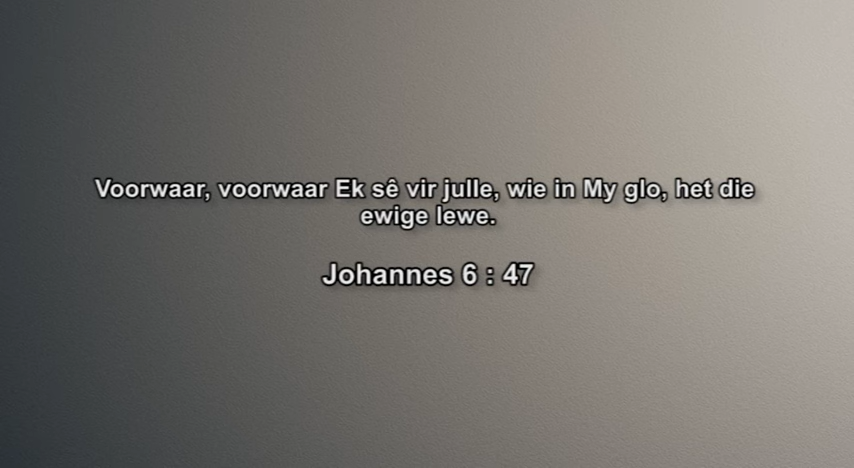 Voorwaar, voorwaar Ek sê vir julle, wie in My glo, het die
ewige lewe.
Johannes 6 : 47